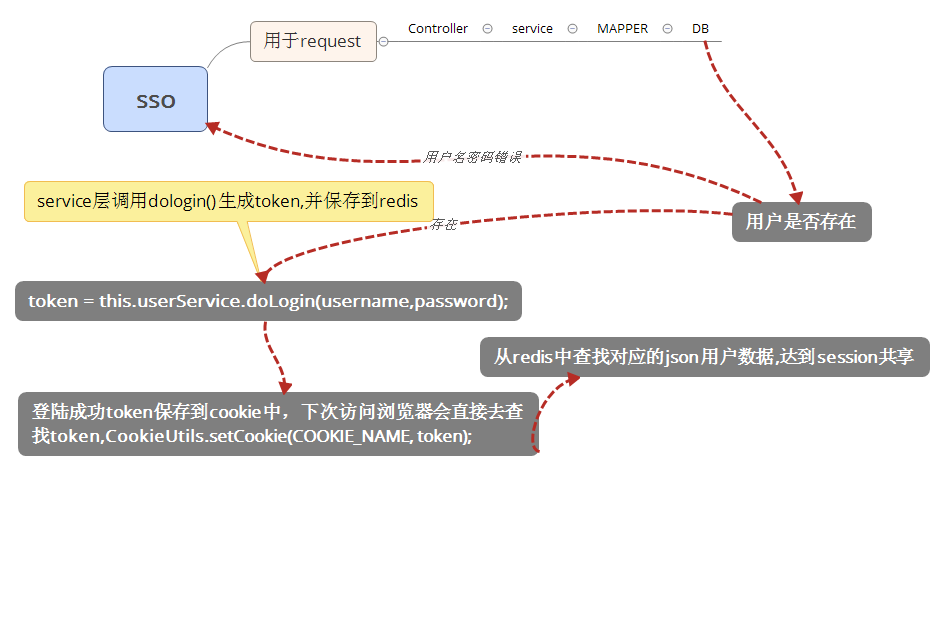 Controller
service
MAPPER
DB
用于request
SSO
用户名密码错误
service层调用dologin()生成token,并保存到redis
存在
用户是否存在
token = this.userService.doLogin(username,password);
从redis中查找对应的json用户数据,达到session共享
登陆成功token保存到cookie中，下次访问浏览器会直接去查
找token,CookieUtils.setCookie(COOKIE_NAME, token);